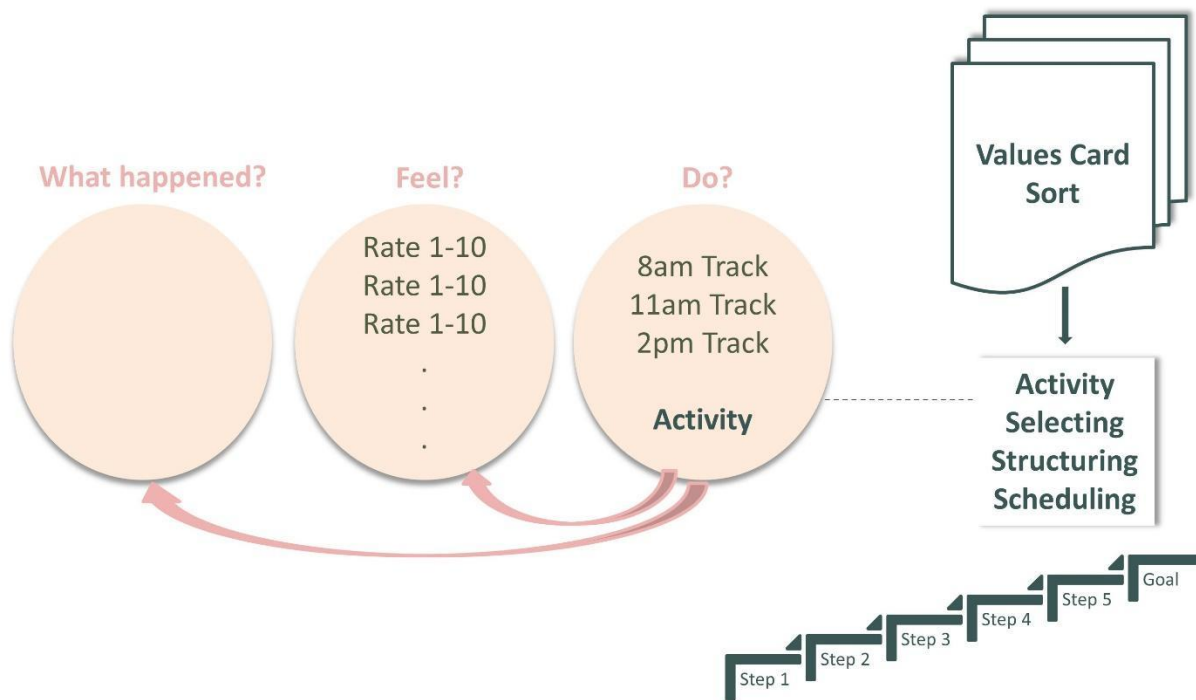 What happened?
Feel?
Rate 1-10
Rate 1-10
Rate 1-10
.
.
.
Do?
8am Track
11am Track
2pm Track
Activity
Values Card
Sort
Activity
Selecting
Structuring
Scheduling
Step 1
Step 2
Step 3
Step 4
Step 5
Goal